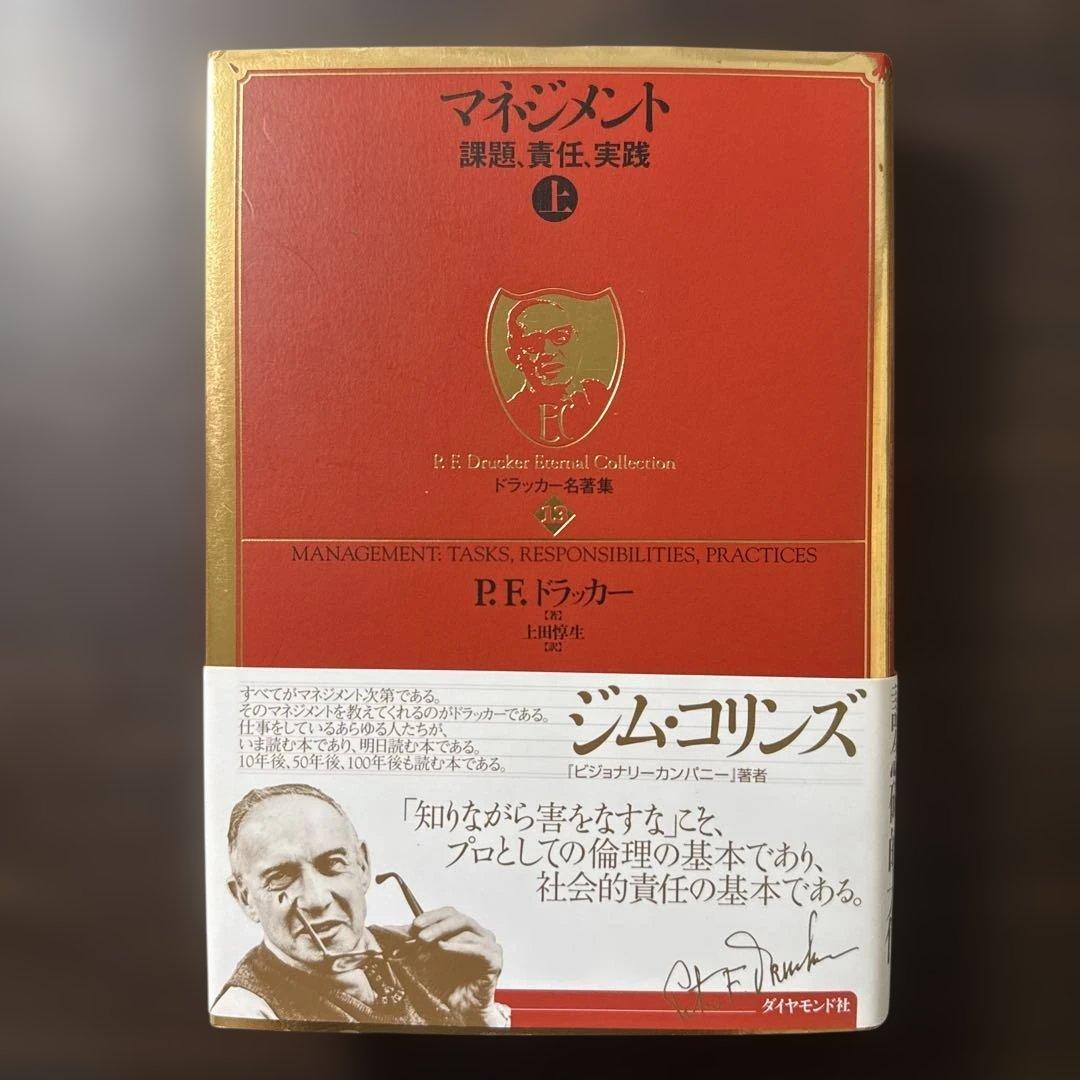 マネジメント
課題、責任、実践
上
EC
P. F. Drucker Eternal Collection
ドラッカー名著集
13
MANAGEMENT: TASKS, RESPONSIBILITIES, PRACTICES
P. F. ドラッカー
【著】
上田惇生
【訳】
すべてがマネジメント次第である。
そのマネジメントを教えてくれるのがドラッカーである。
仕事をしているあらゆる人たちが、
いま読む本であり、明日読む本である。
10年後、50年後、100年後も読む本である。
ジム・コリンズ
『ビジョナリーカンパニー』著者
「知りながら害をなすな」こそ、
プロとしての倫理の基本であり、
社会的責任の基本である。
Peter F. Drucker
ダイヤモンド社